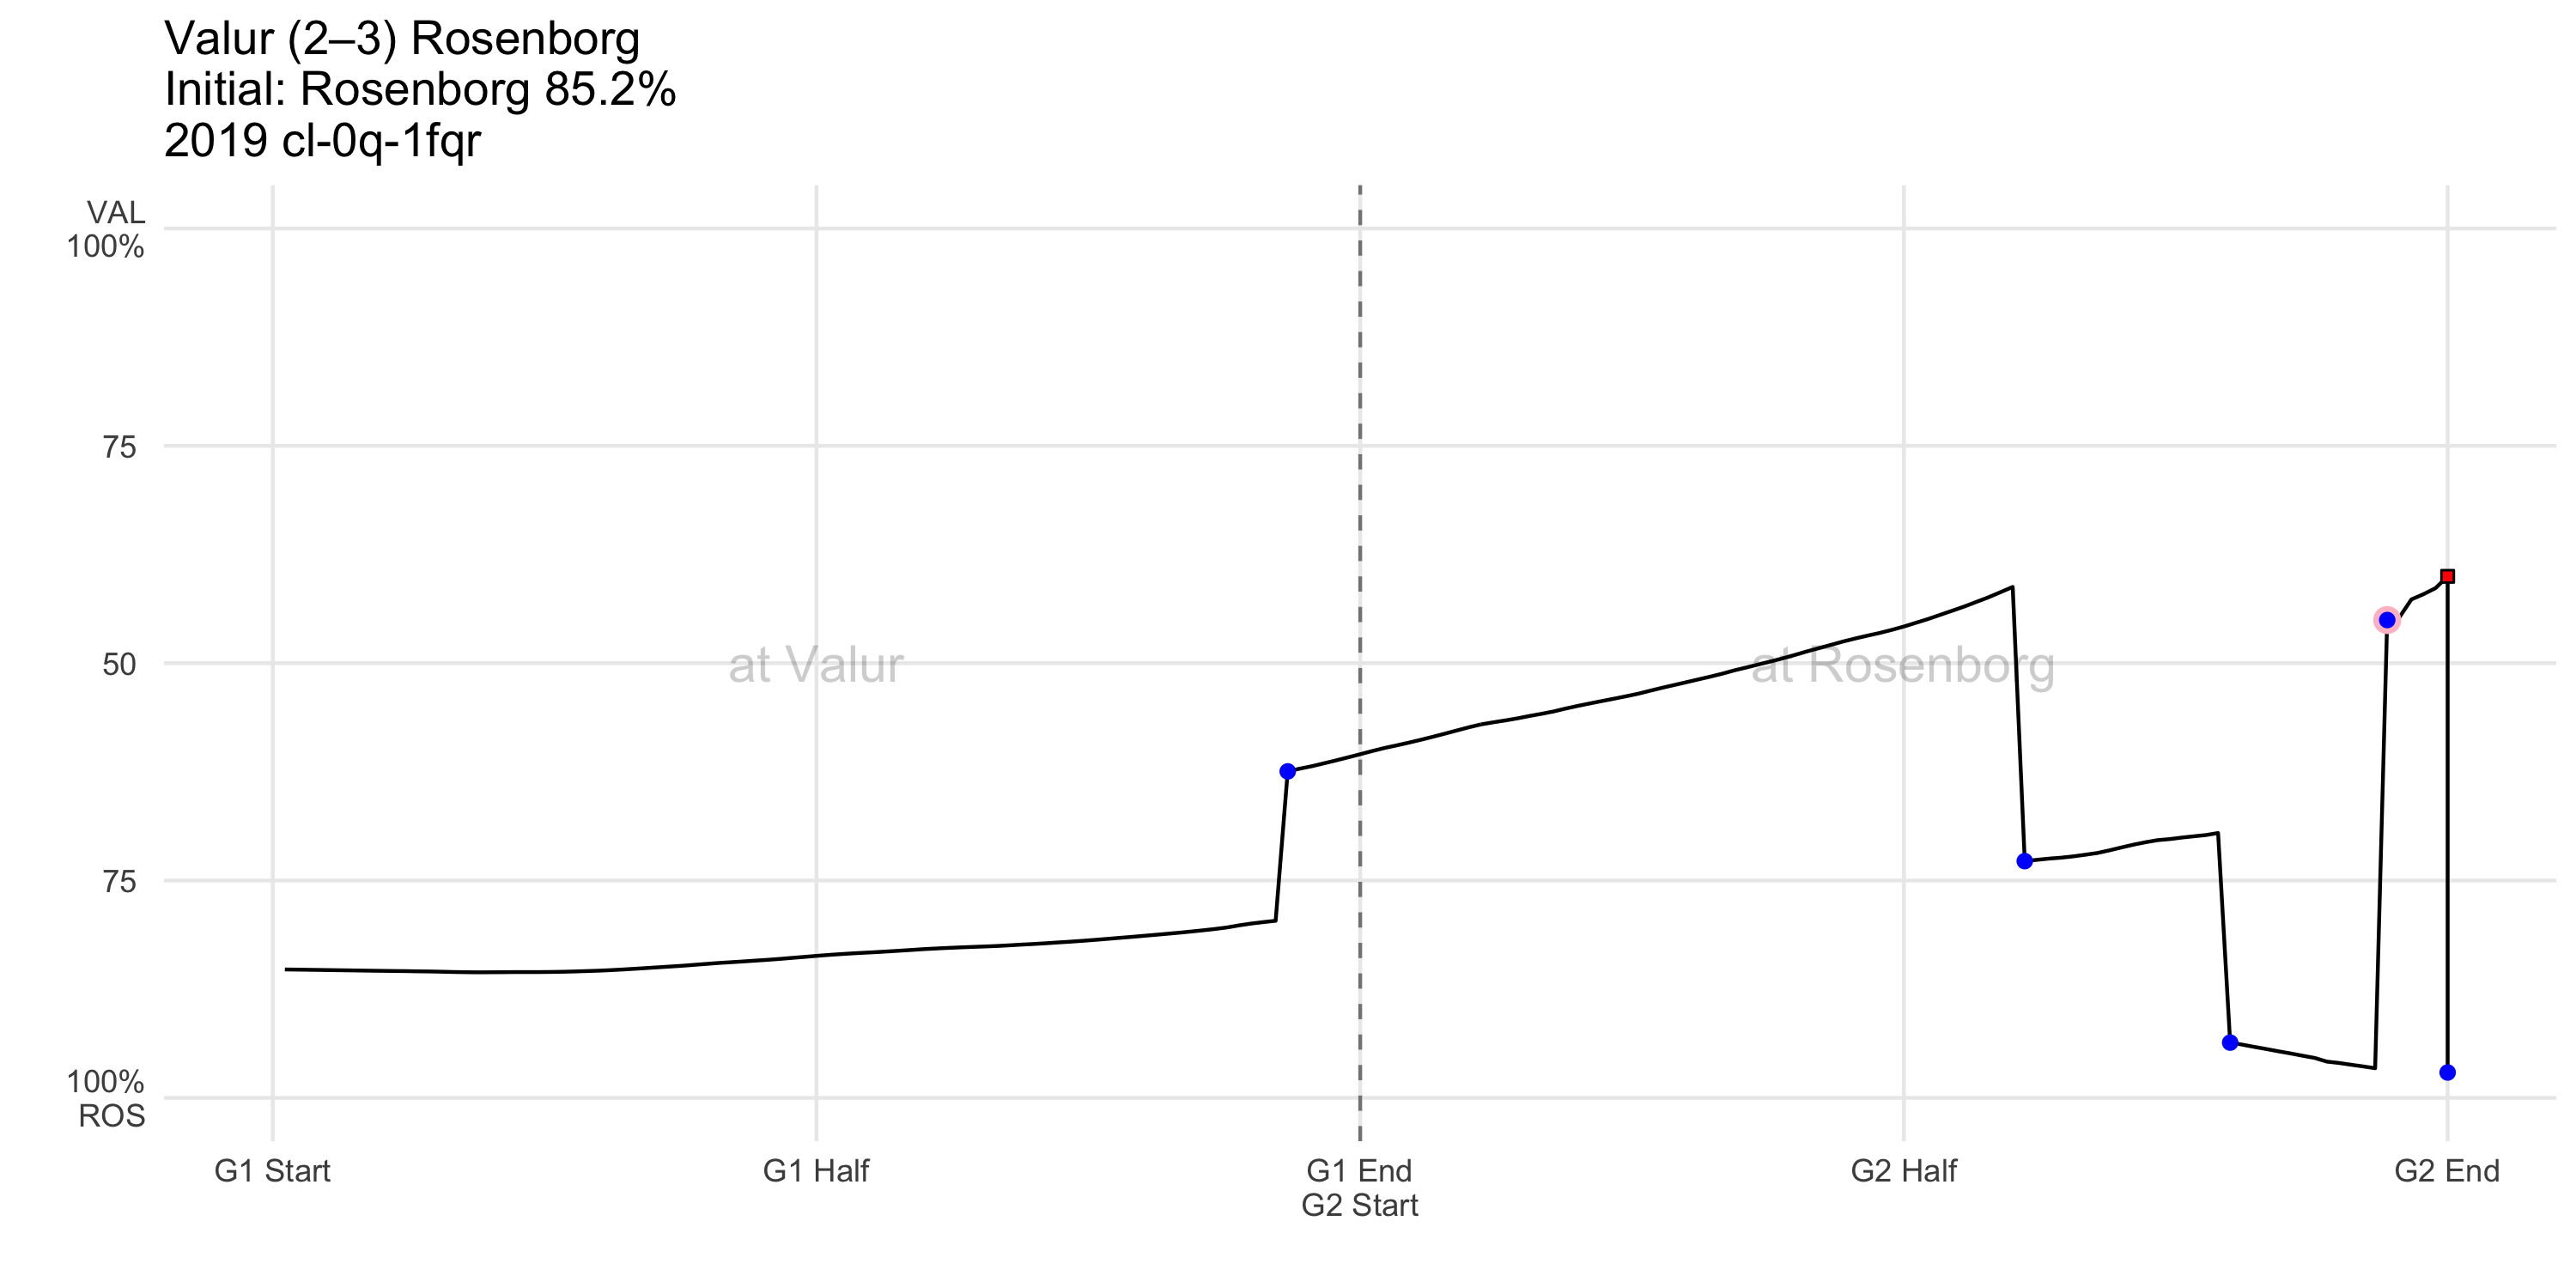 Valur (2–3) Rosenborg
Initial: Rosenborg 85.2%
2019 cl-0q-1fqr
VAL
100%
75
50
75
100%
ROS
at Valur
at Rosenborg
G1 Start
G1 Half
G1 End
G2 Start
G2 Half
G2 End